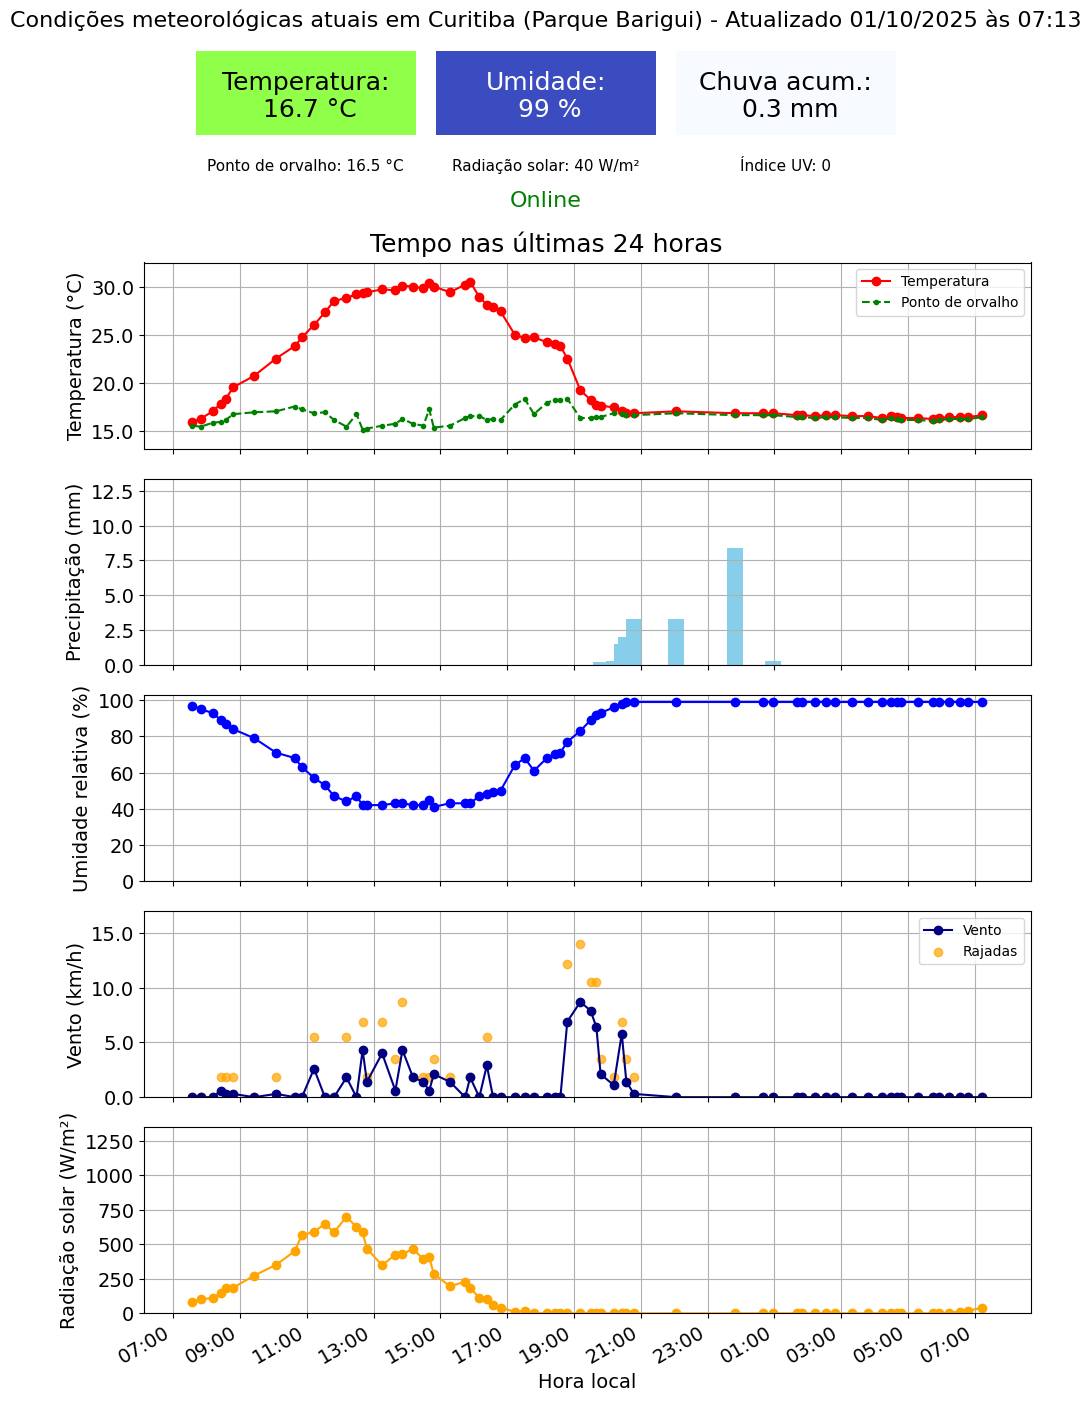 Condições meteorológicas atuais em Curitiba (Parque Barigui) - Atualizado 01/10/2025 às 07:13
Temperatura:
16.7 °C
Umidade:
99 %
Chuva acum.:
0.3 mm
Ponto de orvalho: 16.5 °C
Radiação solar: 40 W/m²
Índice UV: 0
Online
Tempo nas últimas 24 horas
Temperatura (°C)
30.0
25.0
20.0
15.0
Temperatura
Ponto de orvalho
Precipitação (mm)
12.5
10.0
7.5
5.0
2.5
0.0
Umidade relativa (%)
100
80
60
40
20
0
Vento (km/h)
15.0
10.0
5.0
0.0
Vento
Rajadas
Radiação solar (W/m²)
1250
1000
750
500
250
0
07:00
09:00
11:00
13:00
15:00
17:00
19:00
21:00
23:00
01:00
03:00
05:00
07:00
Hora local